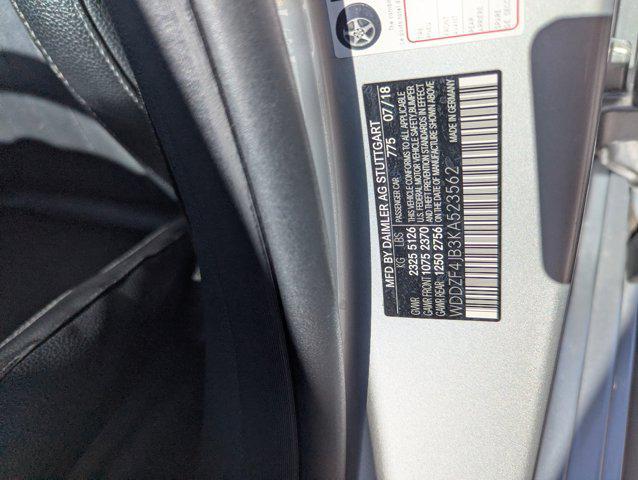 MFD BY DAIMLER AG STUTTGART
PASSENGER CAR 775 07/18
KG LBS
GVWR 2325 5126 THIS VEHICLE CONFORMS TO ALL APPLICABLE
GAWR FRONT 1075 2370 U.S. FEDERAL MOTOR VEHICLE SAFETY, BUMPER
AND THEFT PREVENTION STANDARDS IN EFFECT
GAWR REAR 1250 2756 ON THE DATE OF MANUFACTURE SHOWN ABOVE
WDDZF4JB3KA523562 MADE IN GERMANY
REAR
SPARE